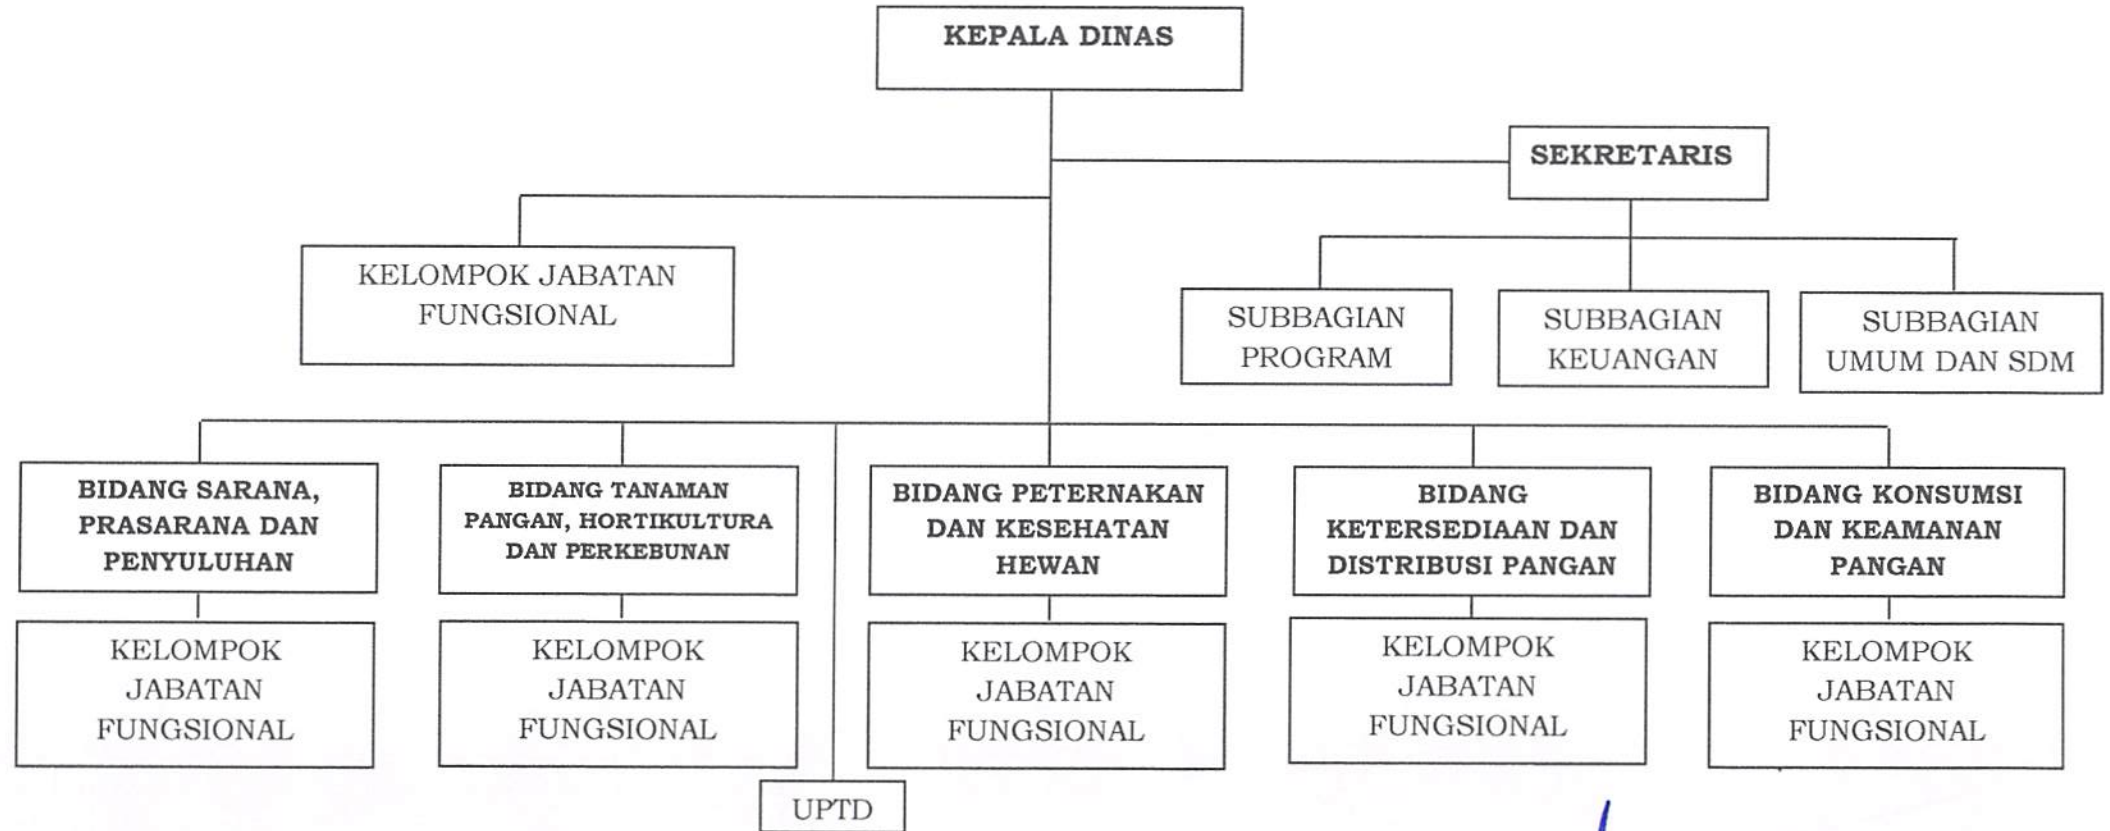 KEPALA DINAS
SEKRETARIS
KELOMPOK JABATAN
FUNGSIONAL
SUBBAGIAN
PROGRAM
SUBBAGIAN
KEUANGAN
SUBBAGIAN
UMUM DAN SDM
BIDANG SARANA,
PRASARANA DAN
PENYULUHAN
BIDANG TANAMAN
PANGAN, HORTIKULTURA
DAN PERKEBUNAN
BIDANG PETERNAKAN
DAN KESEHATAN
HEWAN
BIDANG
KETERSEDIAAN DAN
DISTRIBUSI PANGAN
BIDANG KONSUMSI
DAN KEAMANAN
PANGAN
KELOMPOK
JABATAN
FUNGSIONAL
KELOMPOK
JABATAN
FUNGSIONAL
KELOMPOK
JABATAN
FUNGSIONAL
KELOMPOK
JABATAN
FUNGSIONAL
KELOMPOK
JABATAN
FUNGSIONAL
UPTD